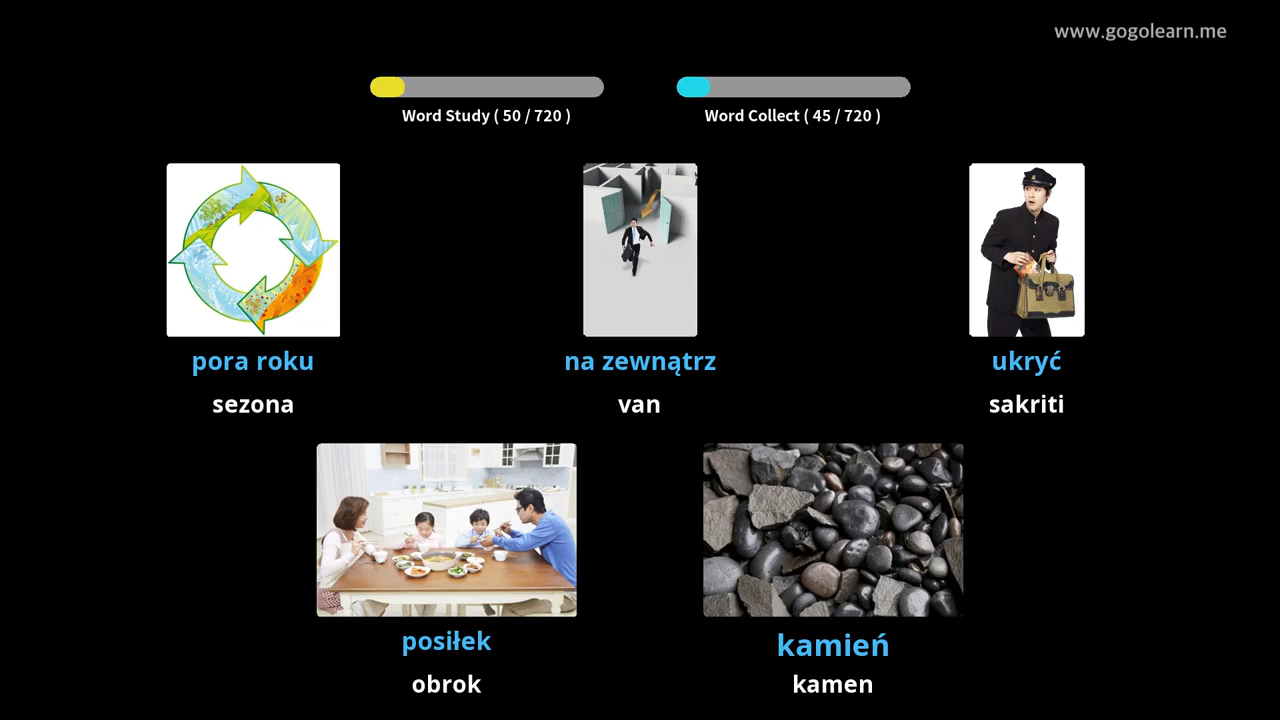 www.gogolearn.me
Word Study ( 50 / 720 )
Word Collect ( 45 / 720 )
pora roku
na zewnątrz
ukryć
sezona
van
sakriti
posiłek
kamień
obrok
kamen